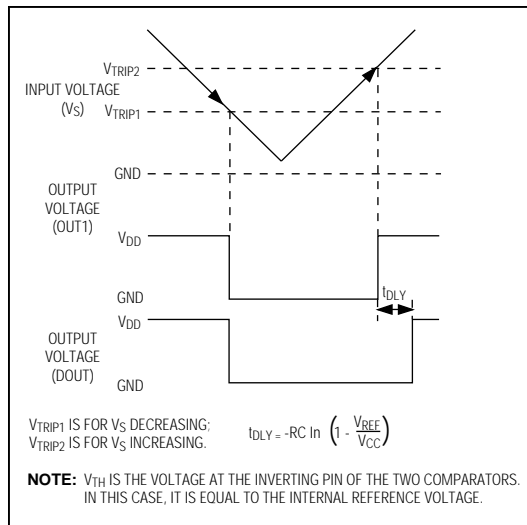 VTRIP2
INPUT VOLTAGE
(VS)
VTRIP1
GND
OUTPUT
VOLTAGE
(OUT1)
VDD
GND
tDLY
VDD
OUTPUT
VOLTAGE
(DOUT)
GND
VTRIP1 IS FOR VS DECREASING;
VTRIP2 IS FOR VS INCREASING.
tDLY = -RC ln (1 - VREF/VCC)
NOTE: VTH IS THE VOLTAGE AT THE INVERTING PIN OF THE TWO COMPARATORS.
IN THIS CASE, IT IS EQUAL TO THE INTERNAL REFERENCE VOLTAGE.